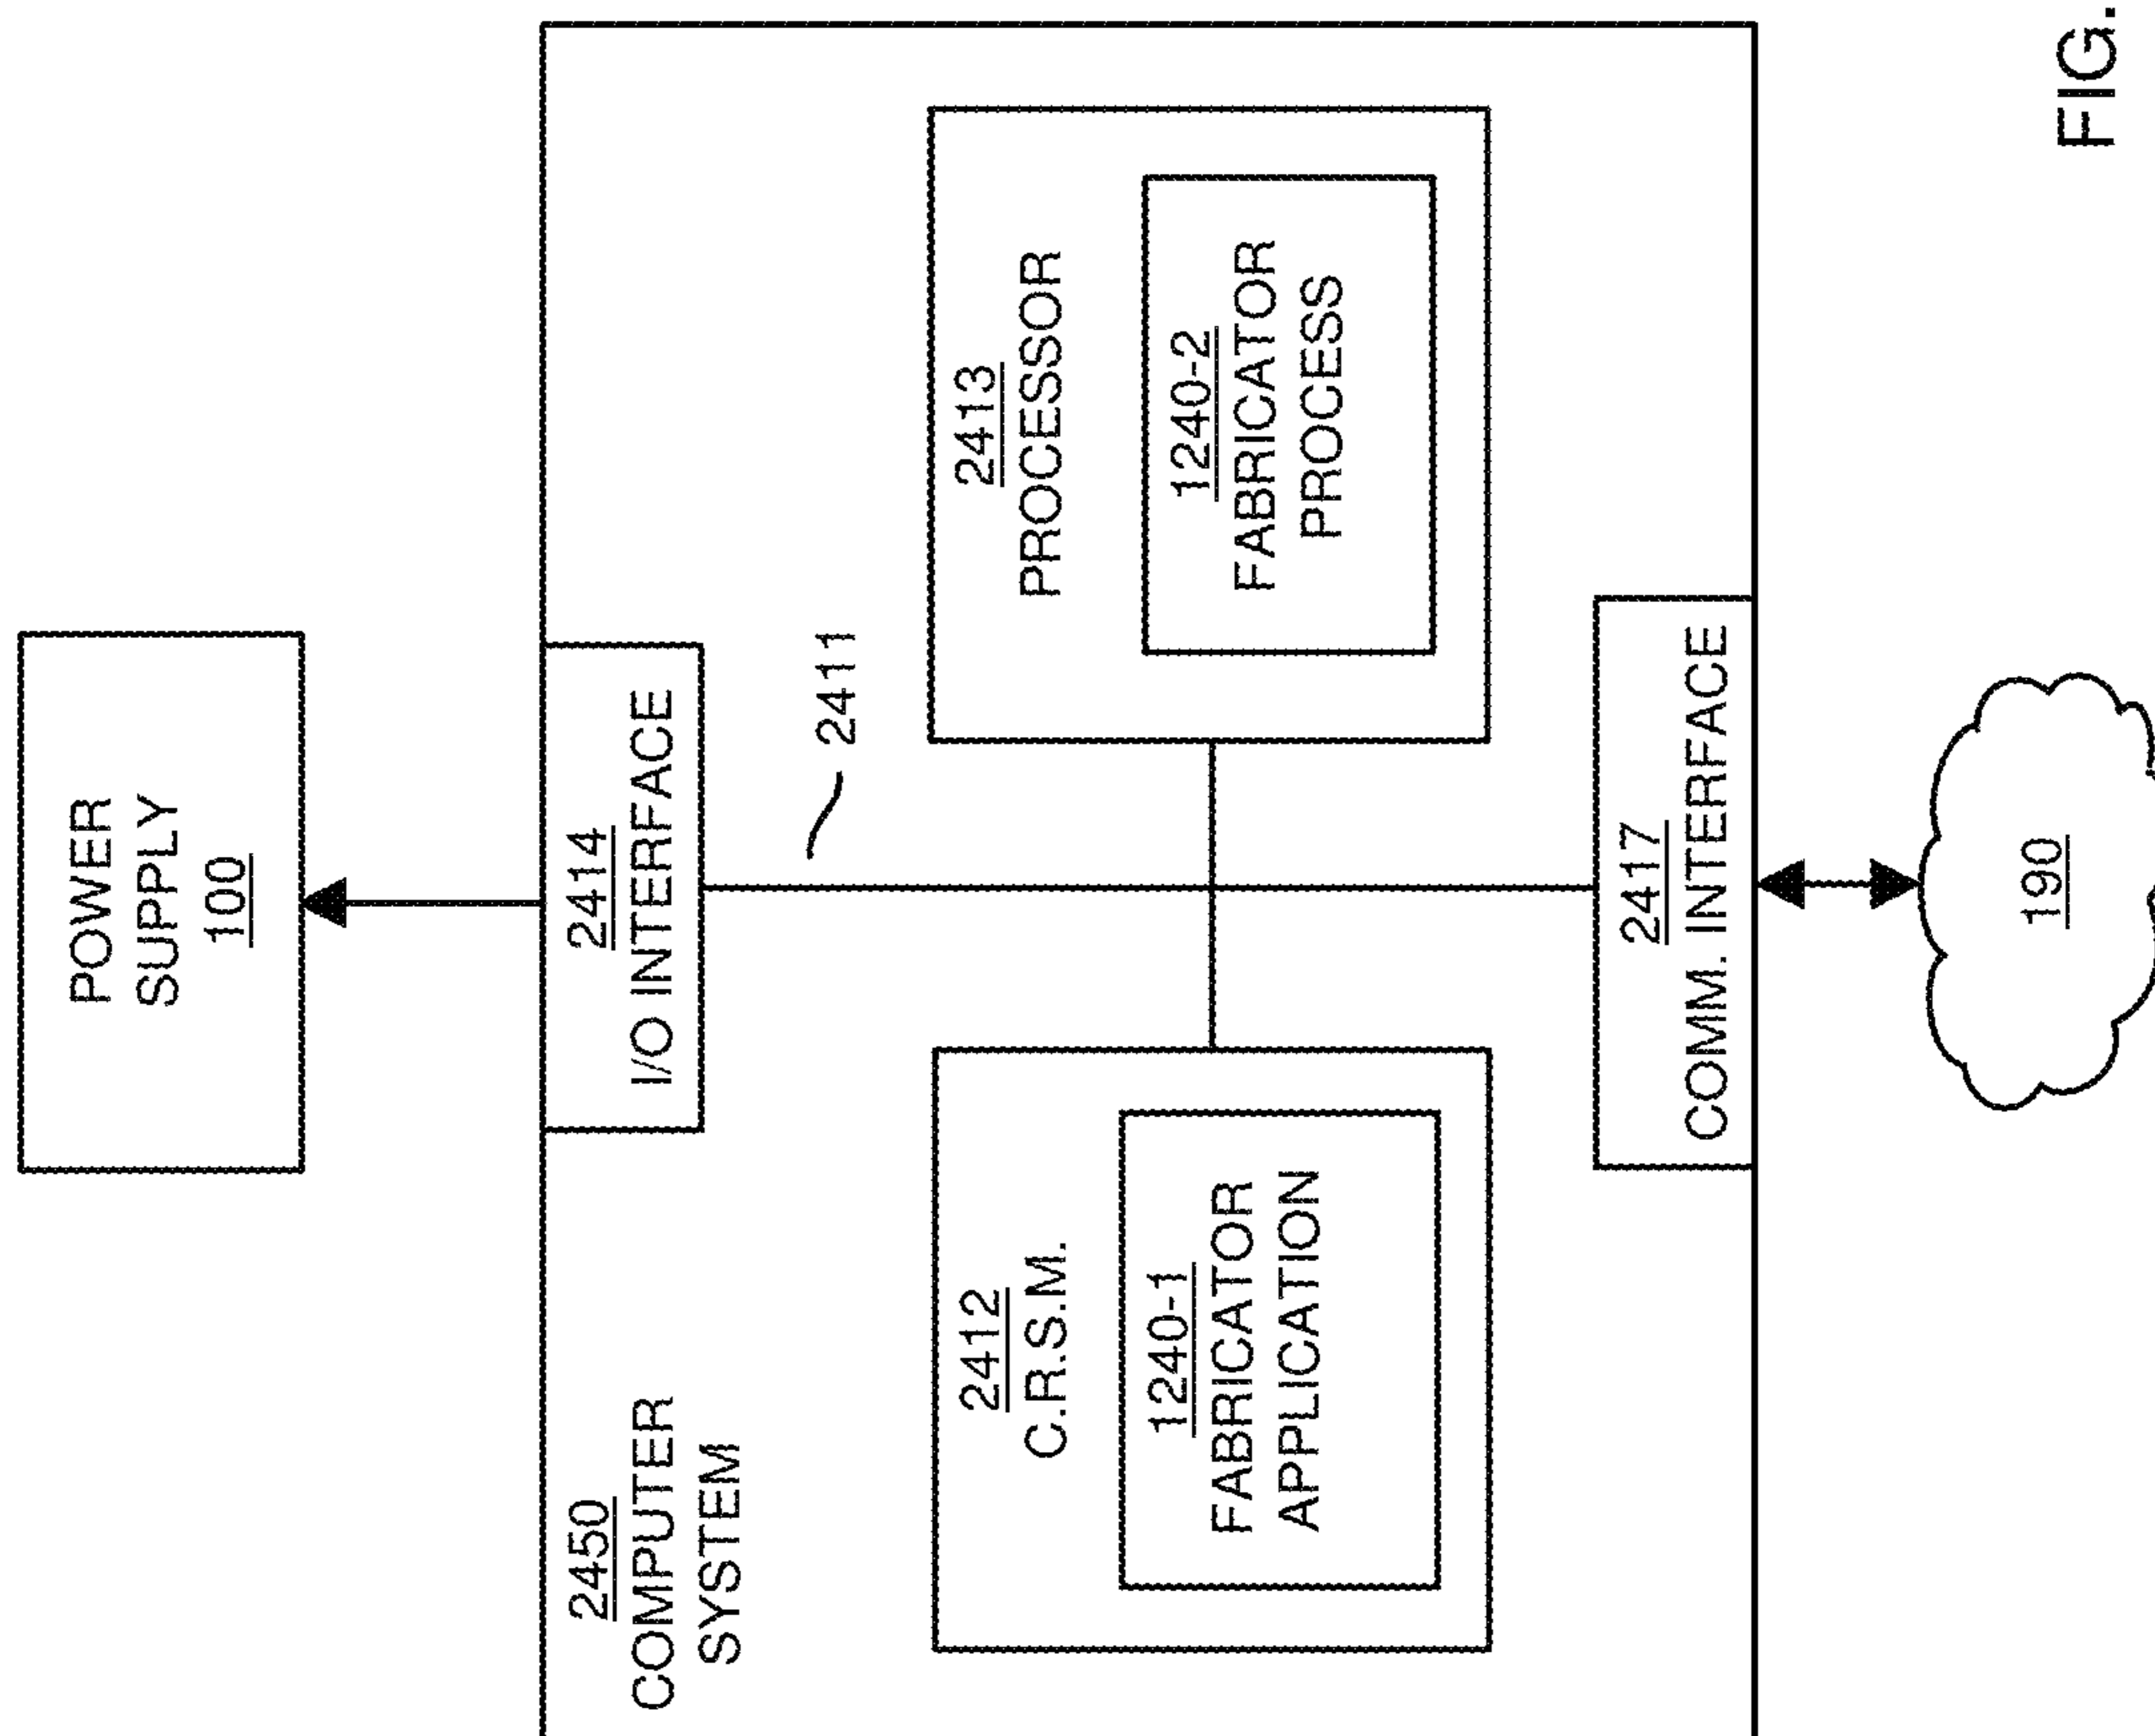 POWER
SUPPLY
100
2450
COMPUTER
SYSTEM
2414
I/O INTERFACE
2411
2412
C.R.S.M.
1240-1
FABRICATOR
APPLICATION
2413
PROCESSOR
1240-2
FABRICATOR
PROCESS
2417
COMM. INTERFACE
190
FIG.